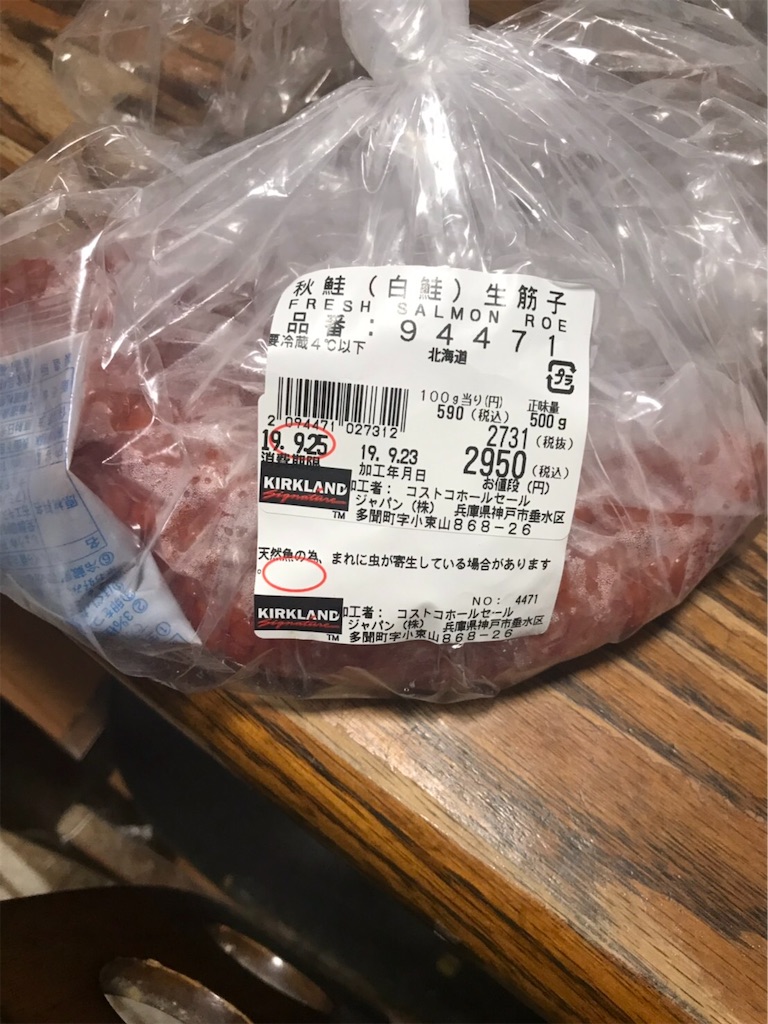 秋鮭（白鮭）生筋子
FRESH SALMON ROE
品番：94471
要冷蔵4℃以下
北海道
プラ
100g当り(円)
正味量
590（税込）
500g
2 094471 027312
2731（税抜）
19. 9.25
19. 9.23
2950（税込）
消費期限
加工年月日
お値段（円）
KIRKLAND
Signature
TM
加工者： コストコホールセール
ジャパン（株） 兵庫県神戸市垂水区
多聞町字小束山868-26
天然魚の為、まれに虫が寄生している場合があります
。
NO: 4471
KIRKLAND
Signature
TM
加工者： コストコホールセール
ジャパン（株） 兵庫県神戸市垂水区
多聞町字小束山868-26